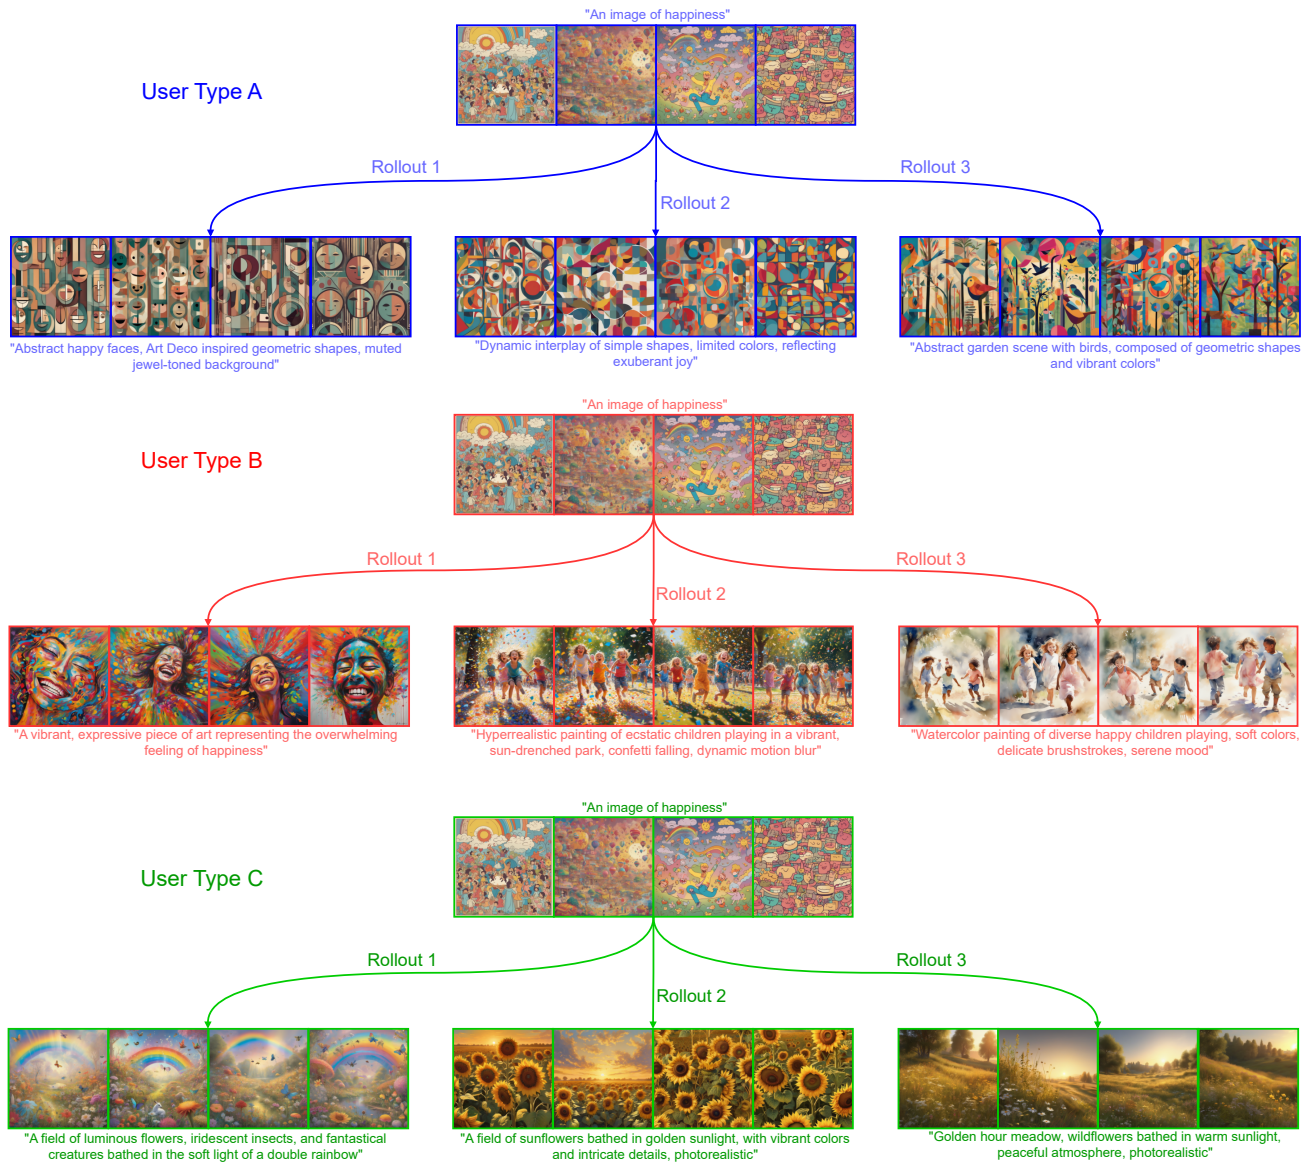 "An image of happiness"
User Type A
Rollout 1
Rollout 3
Rollout 2
"Abstract happy faces, Art Deco inspired geometric shapes, muted
jewel-toned background"
"Dynamic interplay of simple shapes, limited colors, reflecting
exuberant joy"
"Abstract garden scene with birds, composed of geometric shapes
and vibrant colors"
"An image of happiness"
User Type B
Rollout 1
Rollout 3
Rollout 2
"A vibrant, expressive piece of art representing the overwhelming
feeling of happiness"
"Hyperrealistic painting of ecstatic children playing in a vibrant,
sun-drenched park, confetti falling, dynamic motion blur"
"Watercolor painting of diverse happy children playing, soft colors,
delicate brushstrokes, serene mood"
"An image of happiness"
User Type C
Rollout 1
Rollout 3
Rollout 2
"A field of luminous flowers, iridescent insects, and fantastical
creatures bathed in the soft light of a double rainbow"
"A field of sunflowers bathed in golden sunlight, with vibrant colors
and intricate details, photorealistic"
"Golden hour meadow, wildflowers bathed in warm sunlight,
peaceful atmosphere, photorealistic"